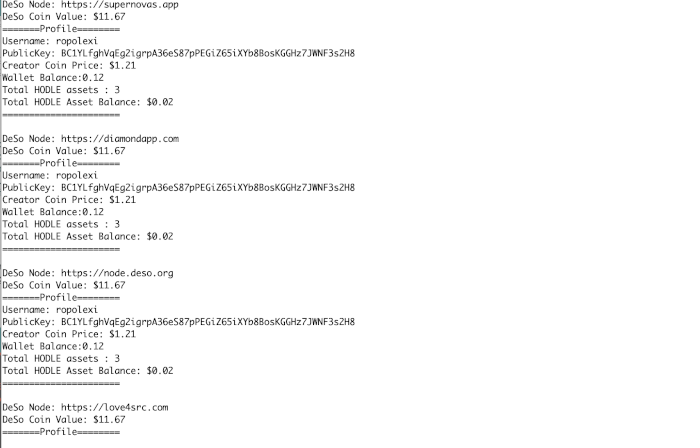 DeSo Node: https://supernovas.app
DeSo Coin Value: $11.67
=======Profile========
Username: ropolexi
PublicKey: BC1YLfghVqEg2igrpA36eS87pPEGiZ65iXYb8BosKGGHz7JWNF3s2H8
Creator Coin Price: $1.21
Wallet Balance:0.12
Total HODLE assets : 3
Total HODLE Asset Balance: $0.02
======================
DeSo Node: https://diamondapp.com
DeSo Coin Value: $11.67
=======Profile========
Username: ropolexi
PublicKey: BC1YLfghVqEg2igrpA36eS87pPEGiZ65iXYb8BosKGGHz7JWNF3s2H8
Creator Coin Price: $1.21
Wallet Balance:0.12
Total HODLE assets : 3
Total HODLE Asset Balance: $0.02
======================
DeSo Node: https://node.deso.org
DeSo Coin Value: $11.67
=======Profile========
Username: ropolexi
PublicKey: BC1YLfghVqEg2igrpA36eS87pPEGiZ65iXYb8BosKGGHz7JWNF3s2H8
Creator Coin Price: $1.21
Wallet Balance:0.12
Total HODLE assets : 3
Total HODLE Asset Balance: $0.02
======================
DeSo Node: https://love4src.com
DeSo Coin Value: $11.67
=======Profile========